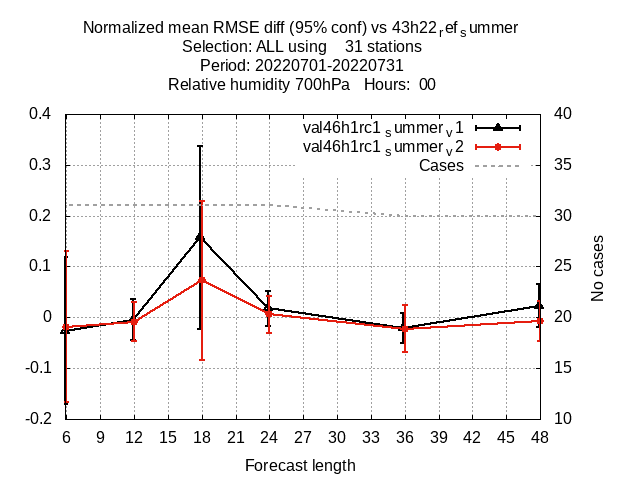 Normalized mean RMSE diff (95% conf) vs 43h22refsummer
Selection: ALL using 31 stations
Period: 20220701-20220731
Relative humidity 700hPa Hours: 00
val46h1rc1summerv1
val46h1rc1summerv2
Cases
0.4
0.3
0.2
0.1
0
-0.1
-0.2
40
35
30
25
20
15
10
No cases
6 9 12 15 18 21 24 27 30 33 36 39 42 45 48
Forecast length